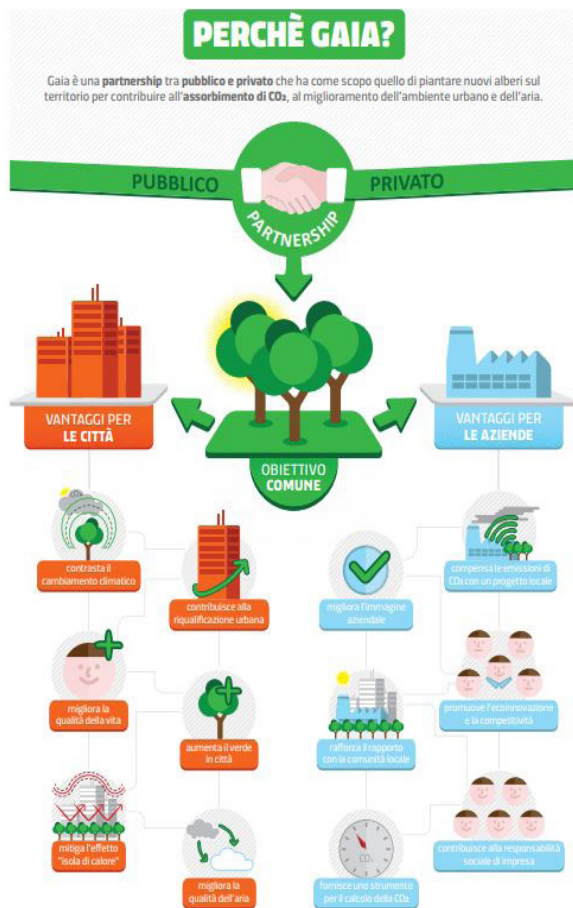 PERCHÈ GAIA?
Gaia è una partnership tra pubblico e privato che ha come scopo quello di piantare nuovi alberi sul
territorio per contribuire all'assorbimento di CO₂, al miglioramento dell'ambiente urbano e dell'aria.
PUBBLICO
PRIVATO
PARTNERSHIP
VANTAGGI PER
LE CITTÀ
OBIETTIVO
COMUNE
VANTAGGI PER
LE AZIENDE
CO₂
contrasta il
cambiamento climatico
contribuisce alla
riqualificazione urbana
migliora la
qualità della vita
aumenta il verde
in città
mitiga l'effetto
"isola di calore"
migliora la
qualità dell'aria
compensa le emissioni di
CO₂ con un progetto locale
migliora l'immagine
aziendale
promuove l'ecoinnovazione
e la competitività
rafforza il rapporto
con la comunità locale
contribuisce alla responsabilità
sociale di impresa
CO₂
fornisce uno strumento
per il calcolo della CO₂